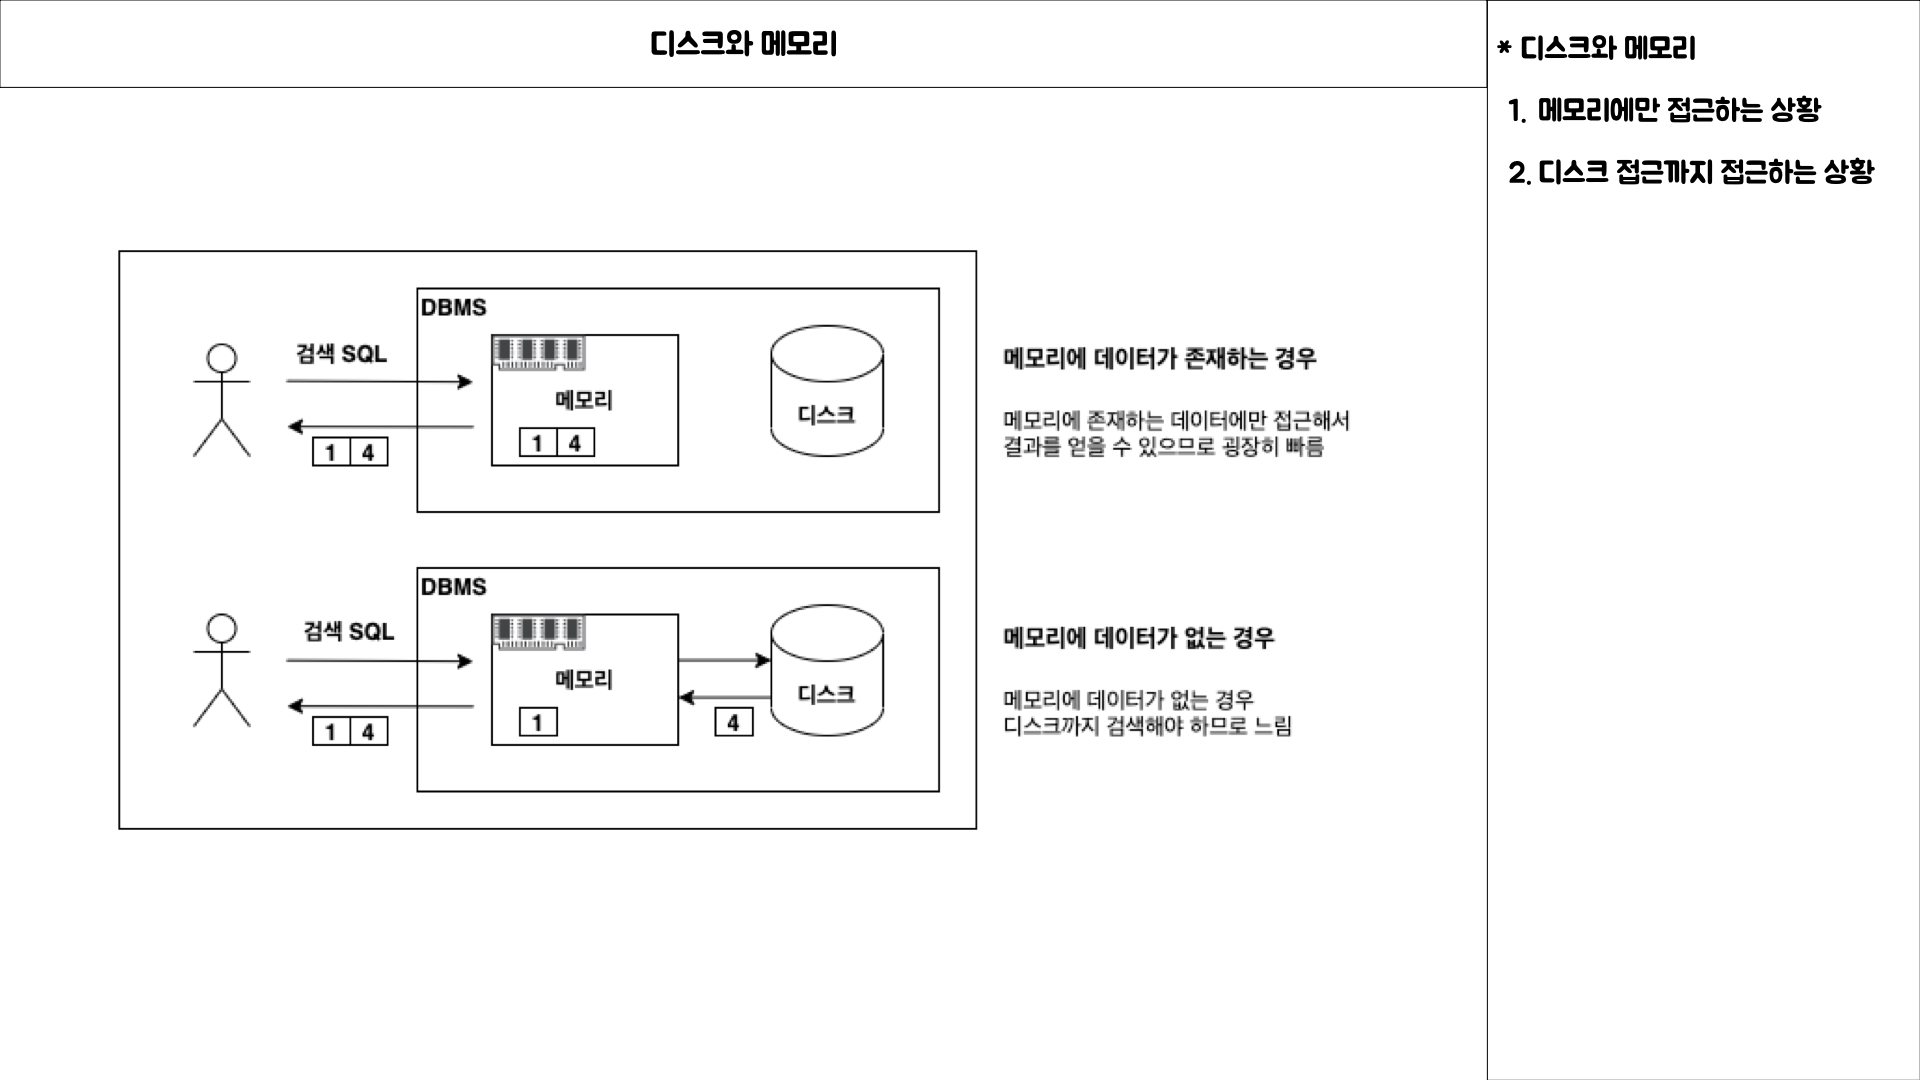 디스크와 메모리
DBMS
검색 SQL
메모리
디스크
1 4
1 4
메모리에 데이터가 존재하는 경우
메모리에 존재하는 데이터에만 접근해서
결과를 얻을 수 있으므로 굉장히 빠름
DBMS
검색 SQL
메모리
디스크
1
4
1 4
메모리에 데이터가 없는 경우
메모리에 데이터가 없는 경우
디스크까지 검색해야 하므로 느림
* 디스크와 메모리
1. 메모리에만 접근하는 상황
2. 디스크 접근까지 접근하는 상황